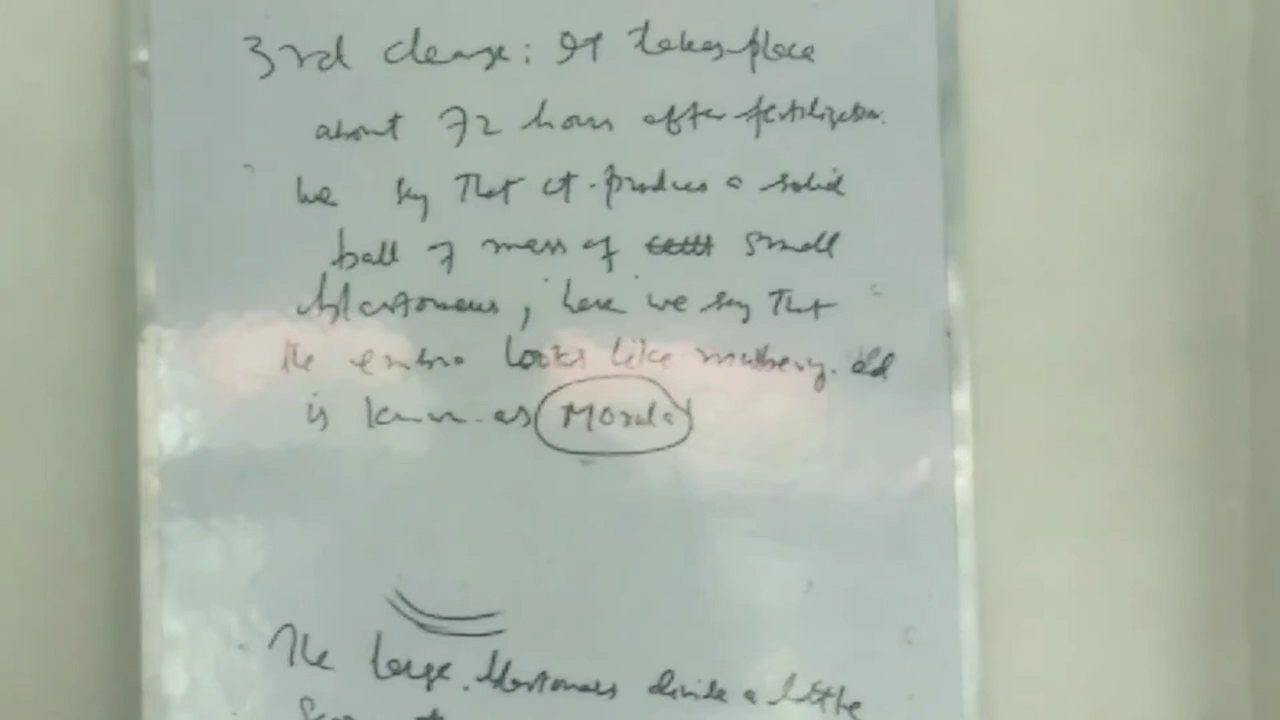 3rd cleavage: It takes place
about 72 hours after fertilization.
we say that it produces a solid
ball of mass of small
blastomeres, here we say that
the embro looks like mulberry. and
is known as Morula
The large blastomeres divide a little